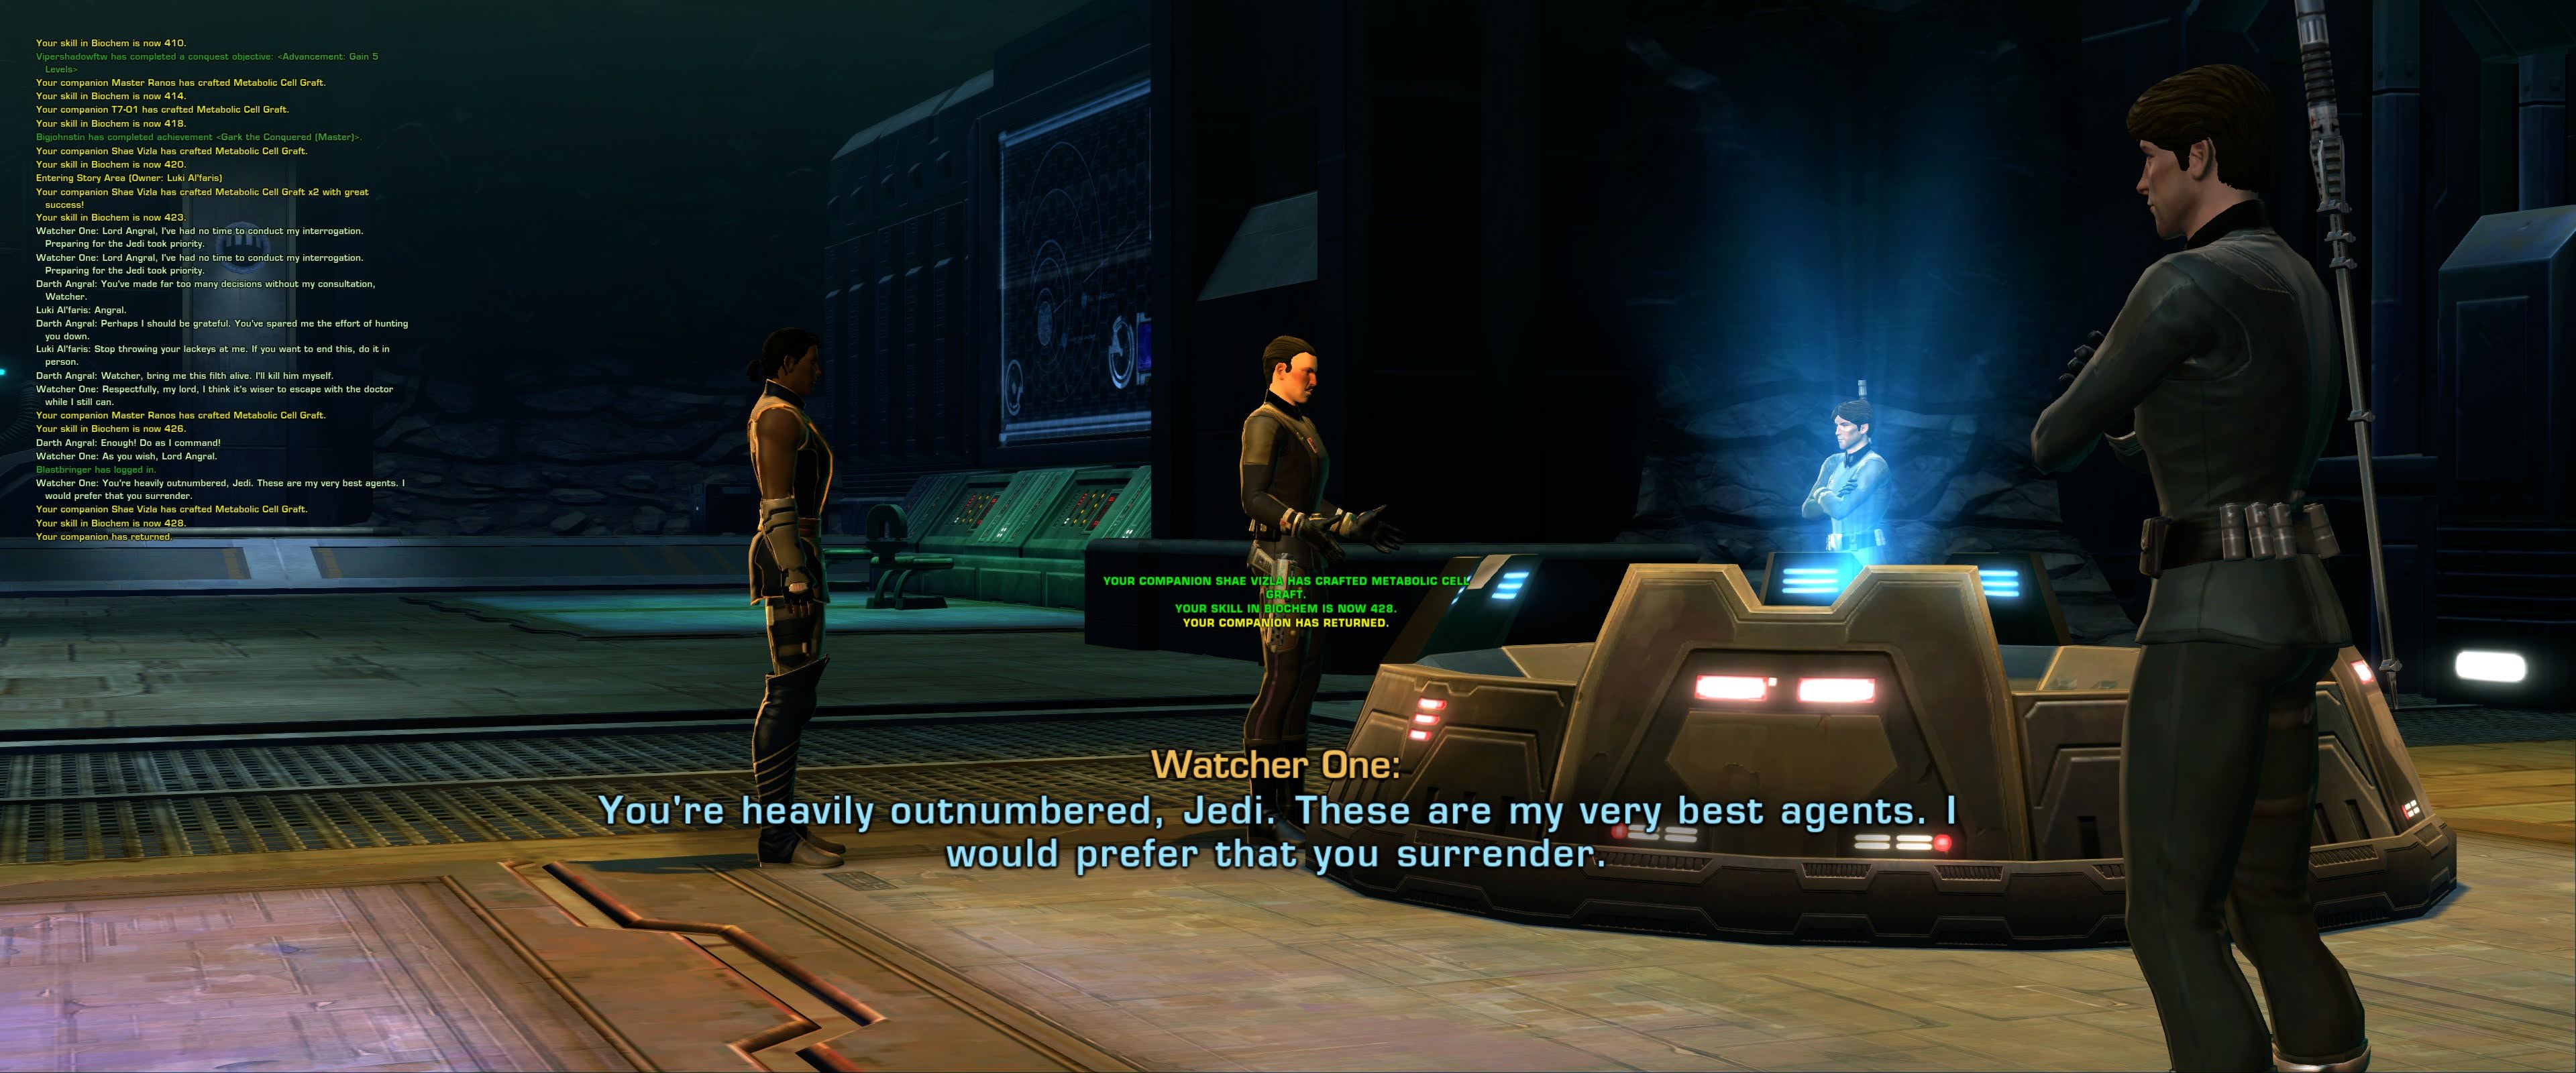 Your skill in Biochem is now 410.
Vipershadowftw has completed a conquest objective: <Advancement: Gain 5
Levels>
Your companion Master Ranos has crafted Metabolic Cell Graft.
Your skill in Biochem is now 414.
Your companion T7-O1 has crafted Metabolic Cell Graft.
Your skill in Biochem is now 418.
Bigjohnstin has completed achievement <Gark the Conquered (Master)>.
Your companion Shae Vizla has crafted Metabolic Cell Graft.
Your skill in Biochem is now 420.
Entering Story Area (Owner: Luki Al'faris)
Your companion Shae Vizla has crafted Metabolic Cell Graft x2 with great
success!
Your skill in Biochem is now 423.
Watcher One: Lord Angral, I've had no time to conduct my interrogation.
Preparing for the Jedi took priority.
Watcher One: Lord Angral, I've had no time to conduct my interrogation.
Preparing for the Jedi took priority.
Darth Angral: You've made far too many decisions without my consultation,
Watcher.
Luki Al'faris: Angral.
Darth Angral: Perhaps I should be grateful. You've spared me the effort of hunting
you down.
Luki Al'faris: Stop throwing your lackeys at me. If you want to end this, do it in
person.
Darth Angral: Watcher, bring me this filth alive. I'll kill him myself.
Watcher One: Respectfully, my lord, I think it's wiser to escape with the doctor
while I still can.
Your companion Master Ranos has crafted Metabolic Cell Graft.
Your skill in Biochem is now 426.
Darth Angral: Enough! Do as I command!
Watcher One: As you wish, Lord Angral.
Blastbringer has logged in.
Watcher One: You're heavily outnumbered, Jedi. These are my very best agents. I
would prefer that you surrender.
Your companion Shae Vizla has crafted Metabolic Cell Graft.
Your skill in Biochem is now 428.
Your companion has returned.
YOUR COMPANION SHAE VIZLA HAS CRAFTED METABOLIC CELL
GRAFT.
YOUR SKILL IN BIOCHEM IS NOW 428.
YOUR COMPANION HAS RETURNED.
Watcher One:
You're heavily outnumbered, Jedi. These are my very best agents. I
would prefer that you surrender.